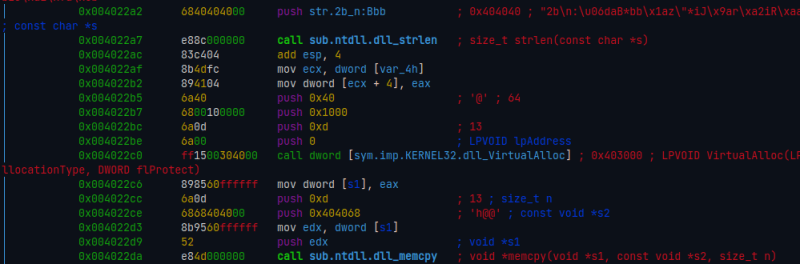 0x004022a2 6840404000 push str.2b_n:Bbb ; 0x404040 ; "2b\n:\u06daB*bb\x1az\"*iJ\x9ar\xa2iR\xa
; const char *s
0x004022a7 e88c000000 call sub.ntdll.dll_strlen ; size_t strlen(const char *s)
0x004022ac 83c404 add esp, 4
0x004022af 8b4dfc mov ecx, dword [var_4h]
0x004022b2 894104 mov dword [ecx + 4], eax
0x004022b5 6a40 push 0x40 ; '@' ; 64
0x004022b7 6800100000 push 0x1000
0x004022bc 6a0d push 0xd ; 13
0x004022be 6a00 push 0 ; LPVOID lpAddress
0x004022c0 ff1500304000 call dword [sym.imp.KERNEL32.dll_VirtualAlloc] ; 0x403000 ; LPVOID VirtualAlloc(LP
llocationType, DWORD flProtect)
0x004022c6 898560ffffff mov dword [s1], eax
0x004022cc 6a0d push 0xd ; 13 ; size_t n
0x004022ce 6868404000 push 0x404068 ; 'h@@' ; const void *s2
0x004022d3 8b9560ffffff mov edx, dword [s1]
0x004022d9 52 push edx ; void *s1
0x004022da e84d000000 call sub.ntdll.dll_memcpy ; void *memcpy(void *s1, const void *s2, size_t n)